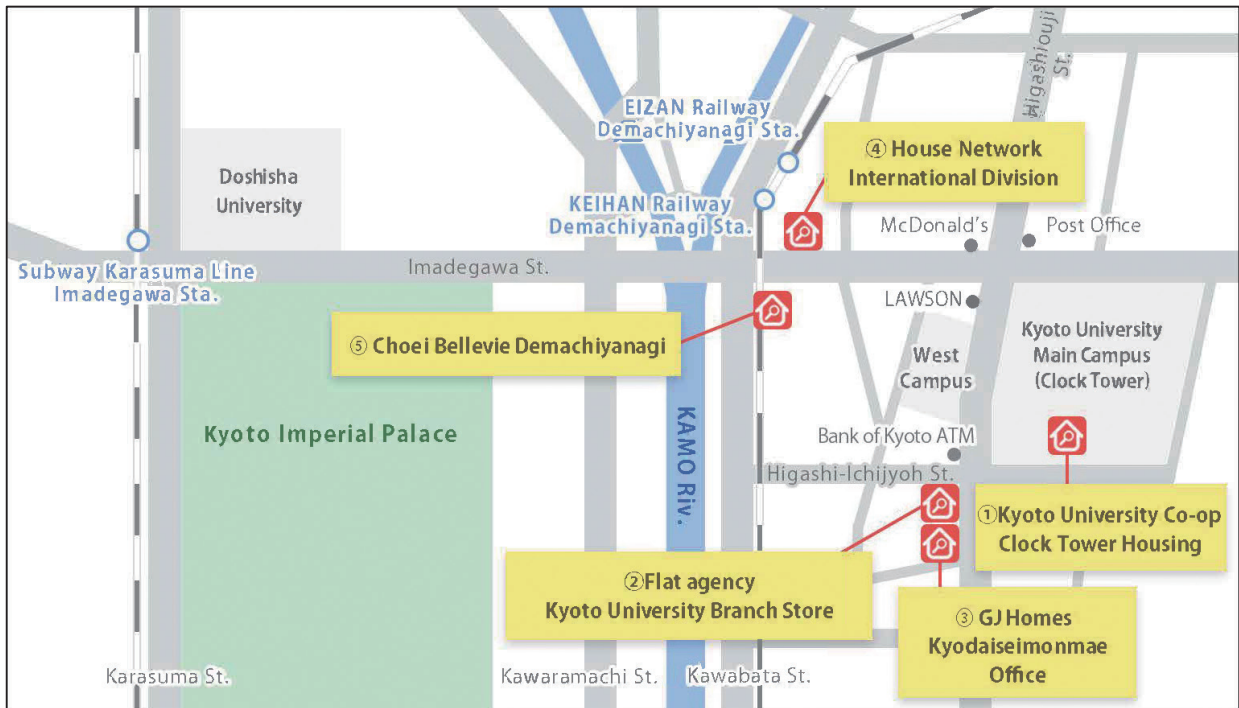 Higashiouji
St.
EIZAN Railway
Demachiyanagi Sta.
④ House Network
International Division
Doshisha
University
KEIHAN Railway
Demachiyanagi Sta.
McDonald's
Post Office
Subway Karasuma Line
Imadegawa Sta.
Imadegawa St.
LAWSON
⑤ Choei Bellevie Demachiyanagi
Kyoto University
Main Campus
(Clock Tower)
West
Campus
Kyoto Imperial Palace
KAMO Riv.
Bank of Kyoto ATM
Higashi-Ichijyoh St.
①Kyoto University Co-op
Clock Tower Housing
②Flat agency
Kyoto University Branch Store
③ GJ Homes
Kyodaiseimonmae
Office
Karasuma St.
Kawaramachi St.
Kawabata St.